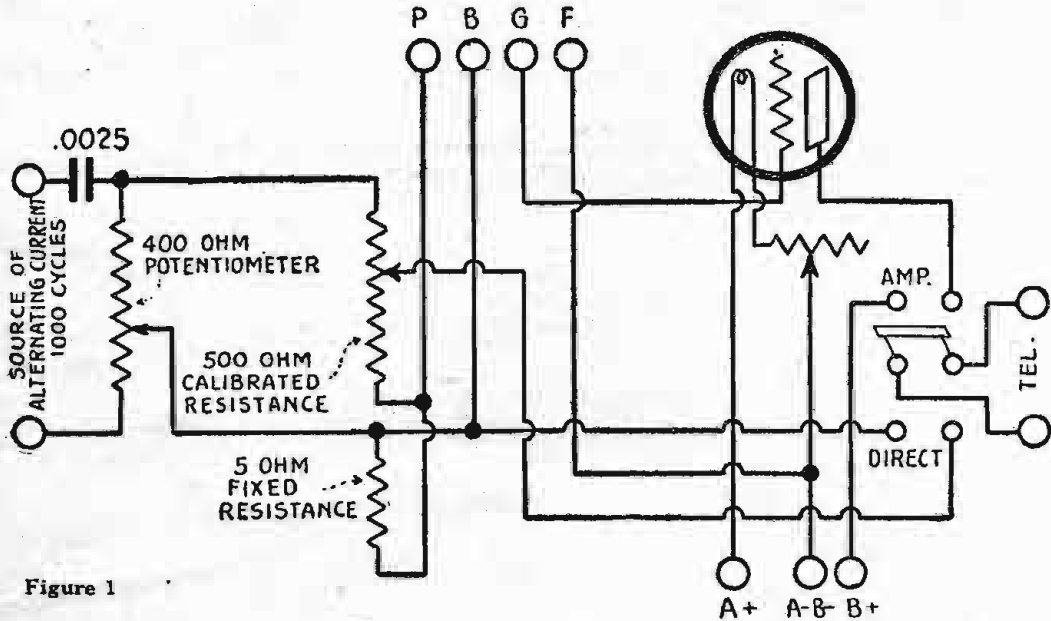 P B G F
.0025
SOURCE OF
ALTERNATING CURRENT
1000 CYCLES
400 OHM
POTENTIOMETER
500 OHM
CALIBRATED
RESISTANCE
5 OHM
FIXED
RESISTANCE
AMP.
TEL.
DIRECT
A+ A-B- B+
Figure 1